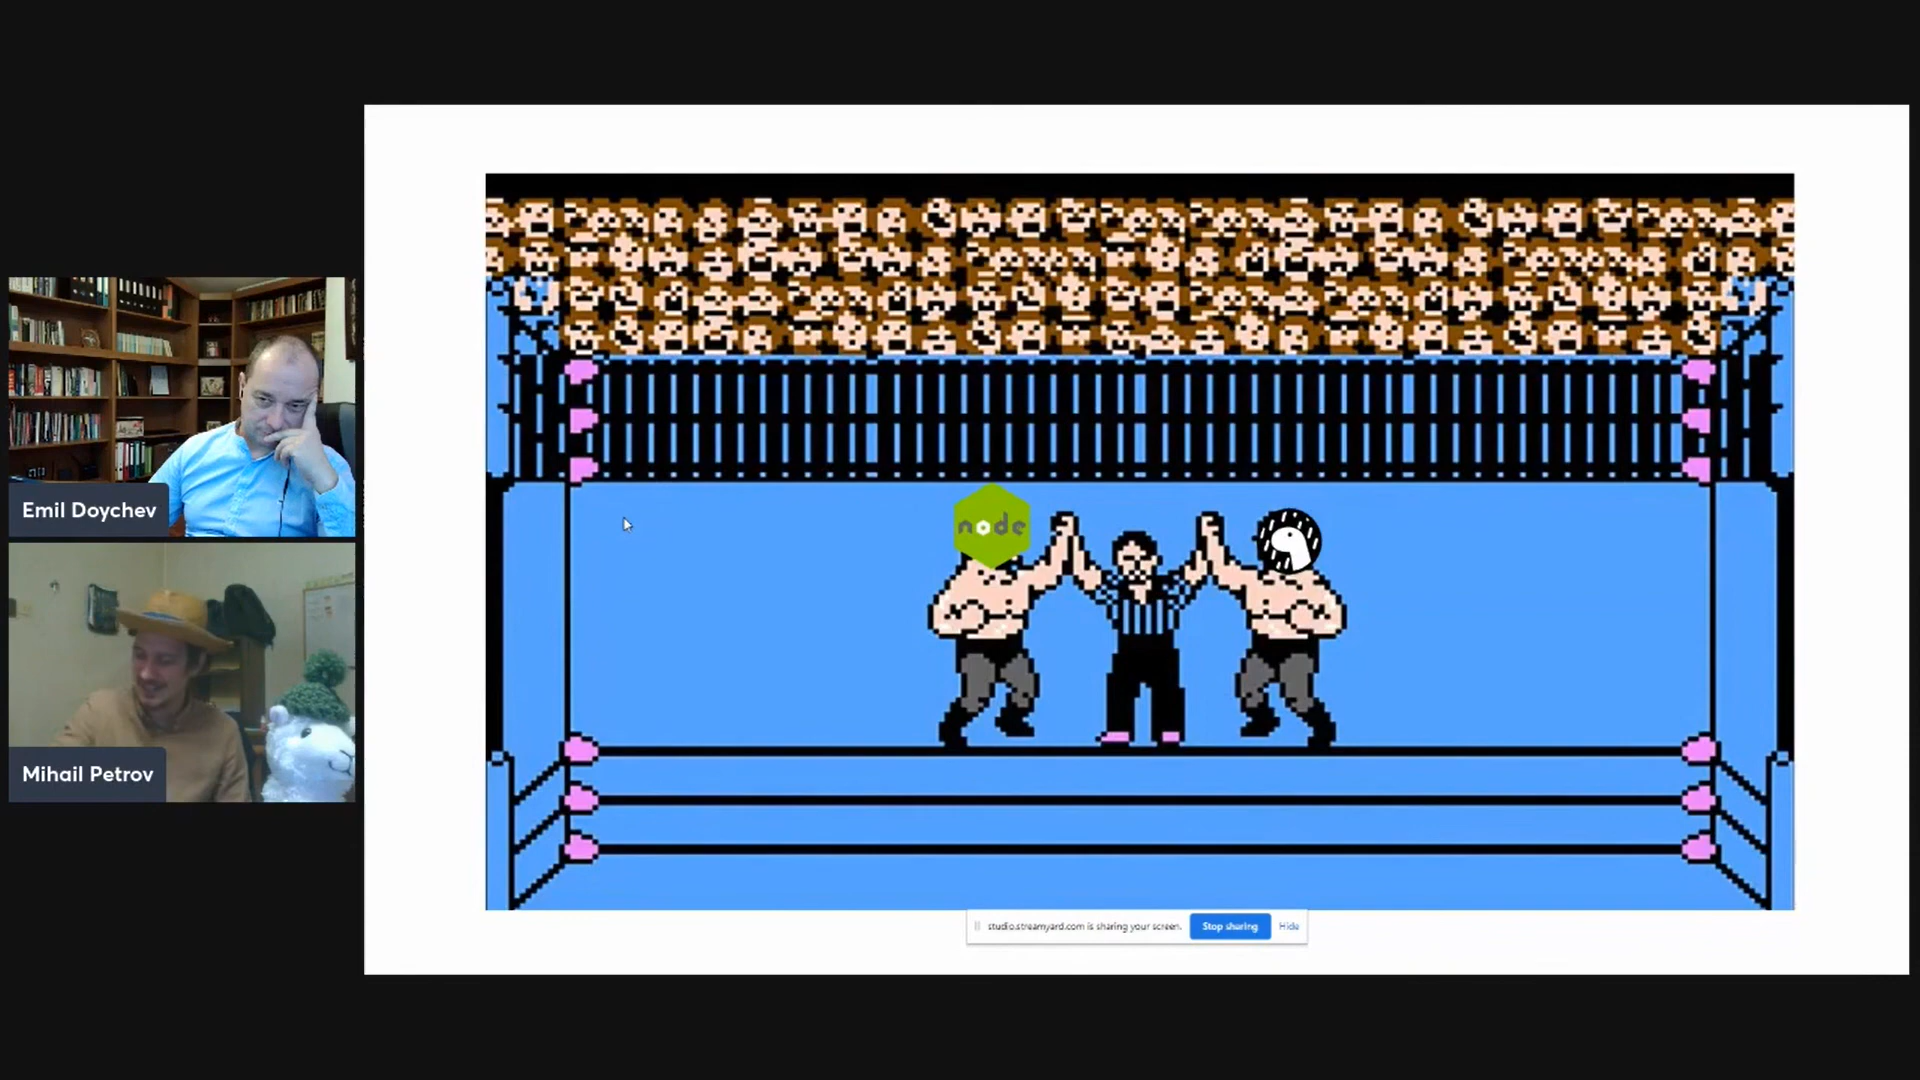 Emil Doychev
Mihail Petrov
node
studio.streamyard.com is sharing your screen.
Stop sharing
Hide